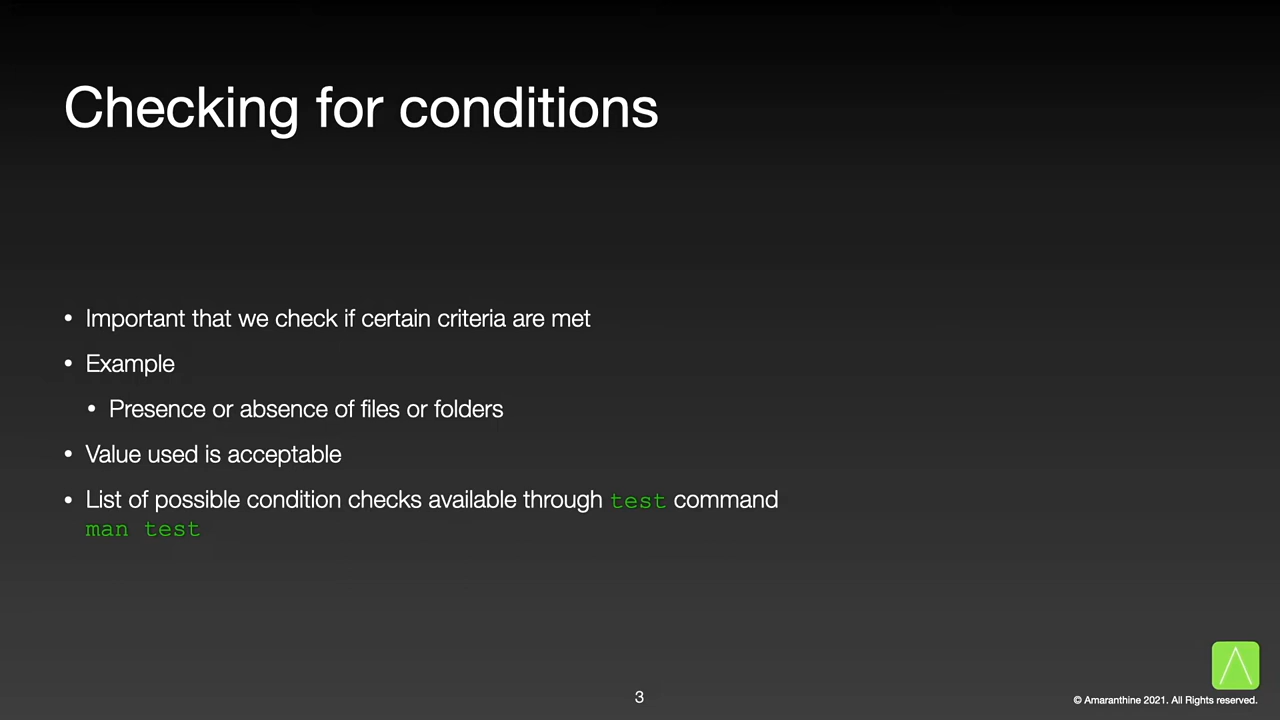 Checking for conditions
• Important that we check if certain criteria are met
• Example
• Presence or absence of files or folders
• Value used is acceptable
• List of possible condition checks available through test command
man test
3
© Amaranthine 2021. All Rights reserved.